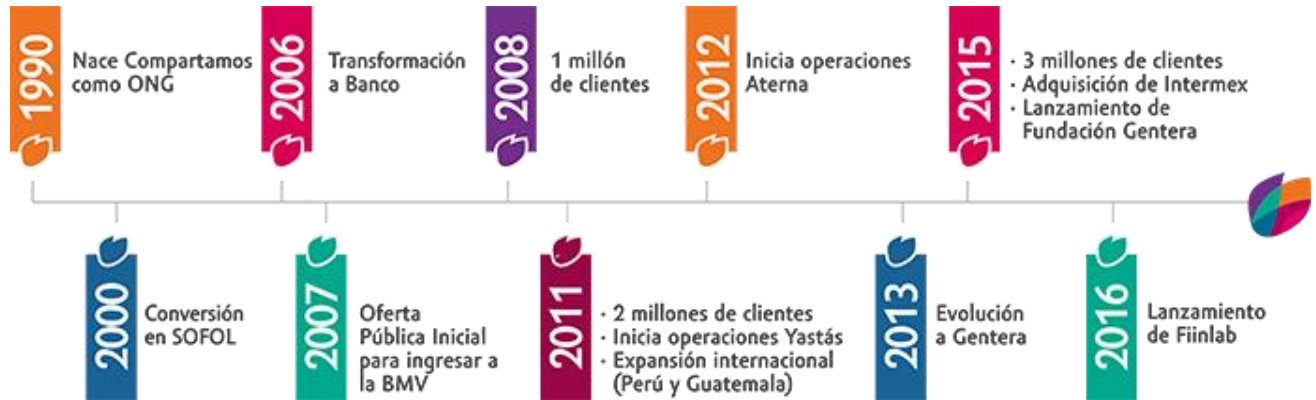 1990
Nace Compartamos
como ONG
2000
Conversión
en SOFOL
2006
Transformación
a Banco
2007
Oferta
Pública Inicial
para ingresar a
la BMV
2008
1 millón
de clientes
2011
· 2 millones de clientes
· Inicia operaciones Yastás
· Expansión internacional
(Perú y Guatemala)
2012
Inicia operaciones
Aterna
2013
Evolución
a Gentera
2015
· 3 millones de clientes
· Adquisición de Intermex
· Lanzamiento de
Fundación Gentera
2016
Lanzamiento
de Fiinlab